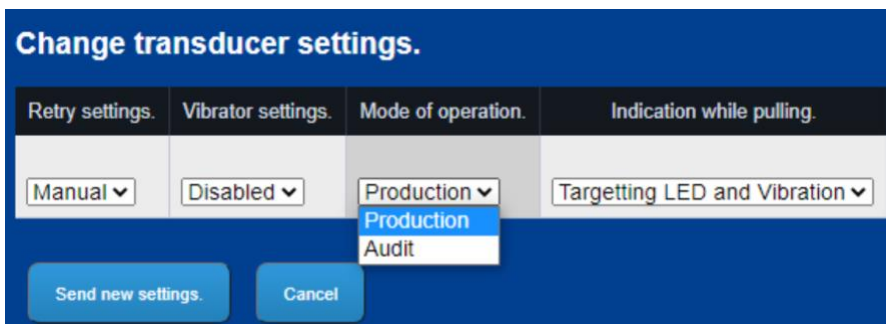 Change transducer settings.
Retry settings. Vibrator settings. Mode of operation. Indication while pulling.
Manual Disabled Production Targetting LED and Vibration
Production
Audit
Send new settings. Cancel